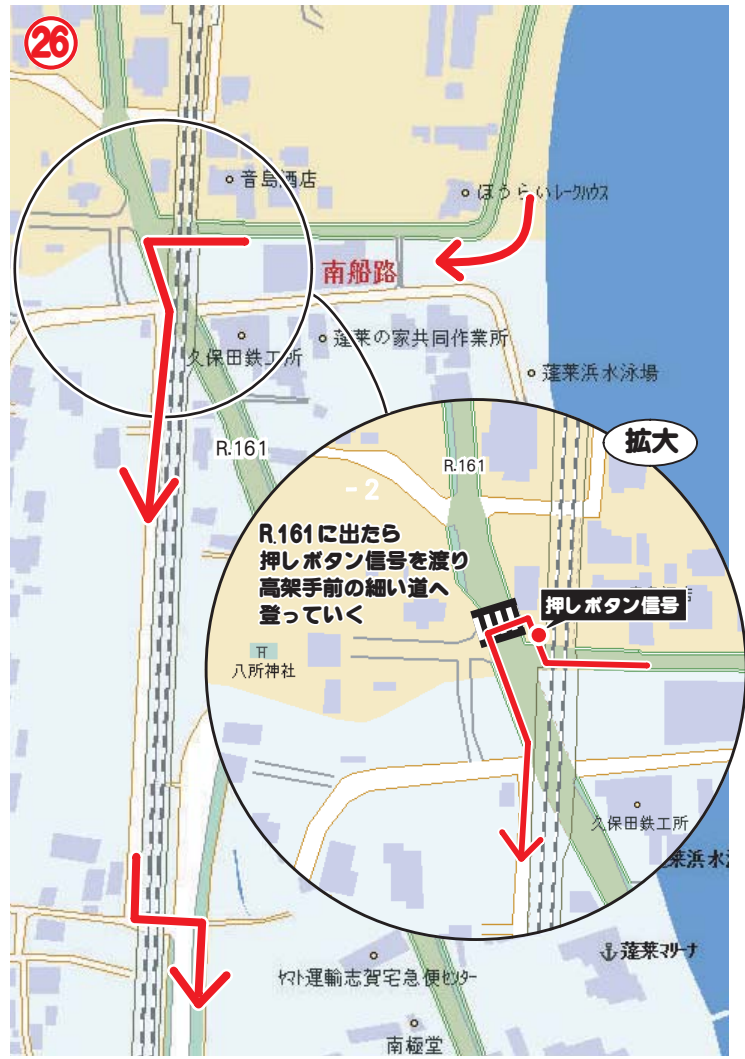 26
音島酒店
ほうらいレークハウス
南船路
久保田鉄工所
蓬莱の家共同作業所
蓬莱浜水泳場
R.161
拡大
R.161
-2
R.161に出たら
押しボタン信号を渡り
高架手前の細い道へ
登っていく
押しボタン信号
八所神社
久保田鉄工所
莱浜水
蓬莱マリーナ
ヤマト運輸志賀宅急便センター
南極堂